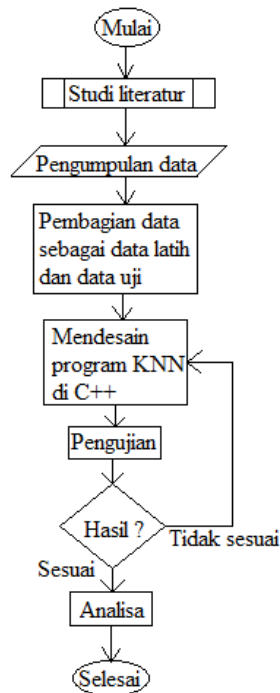 Mulai
Studi literatur
Pengumpulan data
Pembagian data
sebagai data latih
dan data uji
Mendesain
program KNN
di C++
Pengujian
Hasil ?
Tidak sesuai
Sesuai
Analisa
Selesai